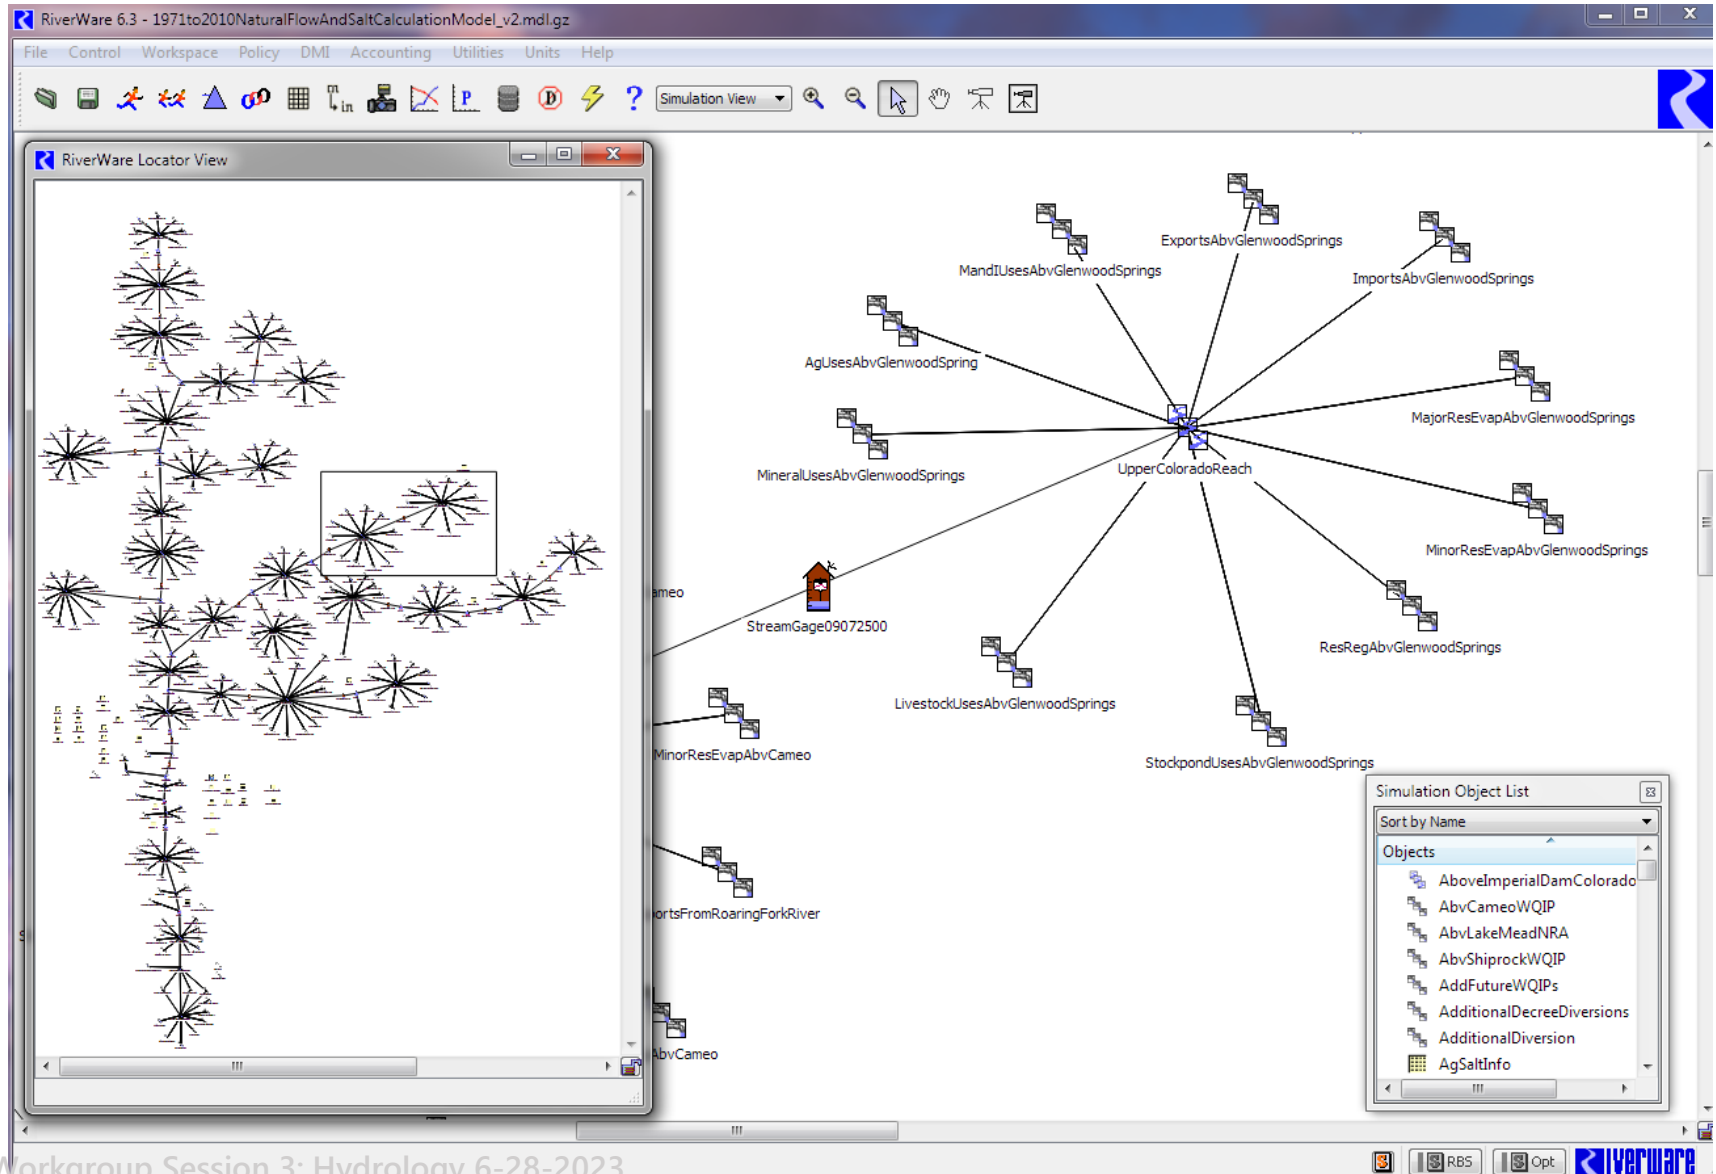 RiverWare 6.3 - 1971to2010NaturalFlowAndSaltCalculationModel_v2.mdl.gz
File Control Workspace Policy DMI Accounting Utilities Units Help
Simulation View
RiverWare Locator View
ExportsAbvGlenwoodSprings
MandIUsesAbvGlenwoodSprings
ImportsAbvGlenwoodSprings
AgUsesAbvGlenwoodSpring
MajorResEvapAbvGlenwoodSprings
UpperColoradoReach
MineralUsesAbvGlenwoodSprings
MinorResEvapAbvGlenwoodSprings
ameo
StreamGage09072500
ResRegAbvGlenwoodSprings
LivestockUsesAbvGlenwoodSprings
MinorResEvapAbvCameo
StockpondUsesAbvGlenwoodSprings
ortsFromRoaringForkRiver
AbvCameo
Simulation Object List
Sort by Name
Objects
AboveImperialDamColorado
AbvCameoWQIP
AbvLakeMeadNRA
AbvShiprockWQIP
AddFutureWQIPs
AdditionalDecreeDiversions
AdditionalDiversion
AgSaltInfo
Workgroup Session 3: Hydrology 6-28-2023
RBS
Opt
RiverWare